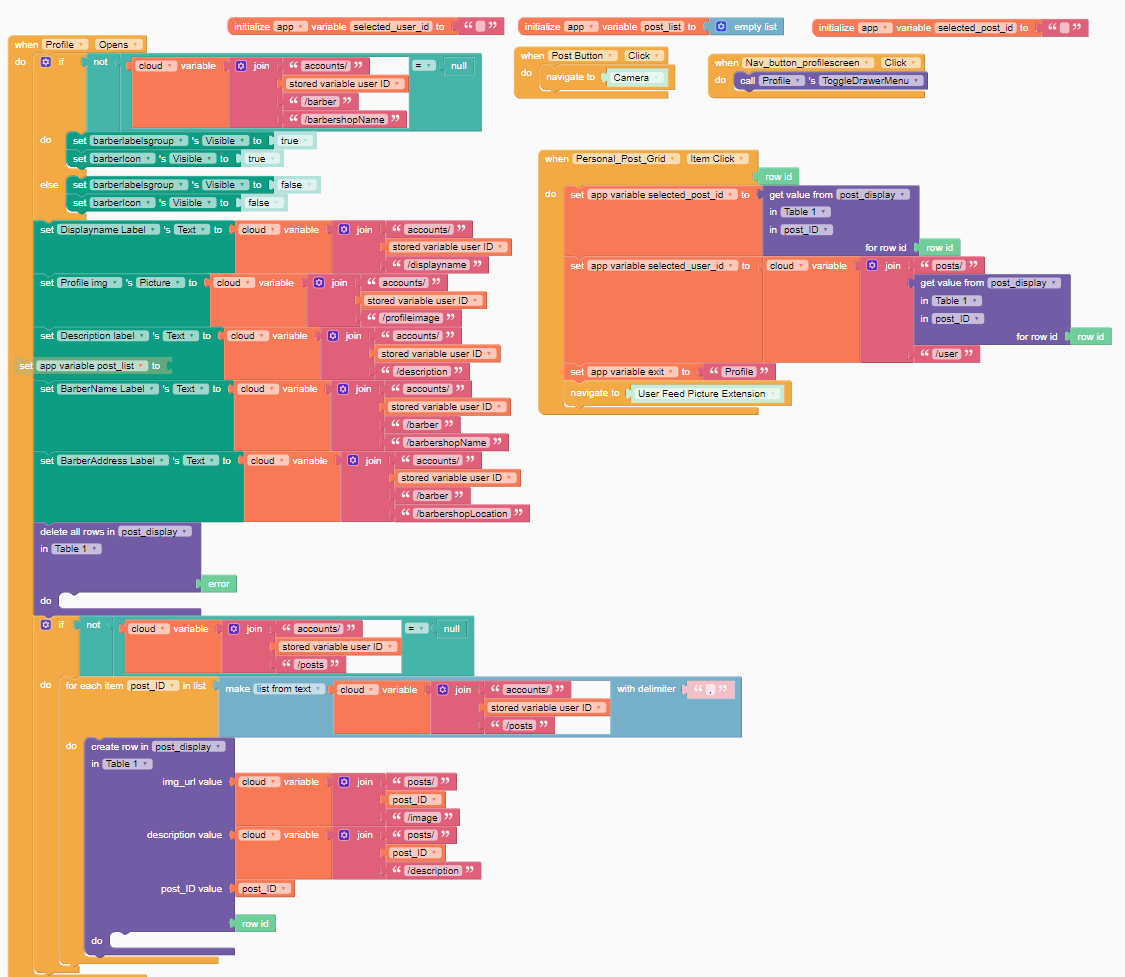 initialize app variable selected_user_id to “ ”
initialize app variable post_list to empty list
initialize app variable selected_post_id to “ ”
when Profile Opens
do if not cloud variable join “ accounts/ ” = null
stored variable user ID
“ /barber ”
“ /barbershopName ”
do set barberlabelsgroup 's Visible to true
set barberIcon 's Visible to true
else set barberlabelsgroup 's Visible to false
set barberIcon 's Visible to false
set Displayname Label 's Text to cloud variable join “ accounts/ ”
stored variable user ID
“ /displayname ”
set Profile img 's Picture to cloud variable join “ accounts/ ”
stored variable user ID
“ /profileimage ”
set Description label 's Text to cloud variable join “ accounts/ ”
stored variable user ID
set app variable post_list to
“ /description ”
set BarberName Label 's Text to cloud variable join “ accounts/ ”
stored variable user ID
“ /barber ”
“ /barbershopName ”
set BarberAddress Label 's Text to cloud variable join “ accounts/ ”
stored variable user ID
“ /barber ”
“ /barbershopLocation ”
delete all rows in post_display
in Table 1
error
do
if not cloud variable join “ accounts/ ” = null
stored variable user ID
“ /posts ”
do for each item post_ID in list make list from text cloud variable join “ accounts/ ” with delimiter “ , ”
stored variable user ID
“ /posts ”
do create row in post_display
in Table 1
img_url value cloud variable join “ posts/ ”
post_ID
“ /image ”
description value cloud variable join “ posts/ ”
post_ID
“ /description ”
post_ID value post_ID
row id
do
when Post Button Click
do navigate to Camera
when Nav_button_profilescreen Click
do call Profile 's ToggleDrawerMenu
when Personal_Post_Grid Item Click
row id
do set app variable selected_post_id to get value from post_display
in Table 1
in post_ID
for row id row id
set app variable selected_user_id to cloud variable join “ posts/ ”
get value from post_display
in Table 1
in post_ID
for row id row id
“ /user ”
set app variable exit to “ Profile ”
navigate to User Feed Picture Extension